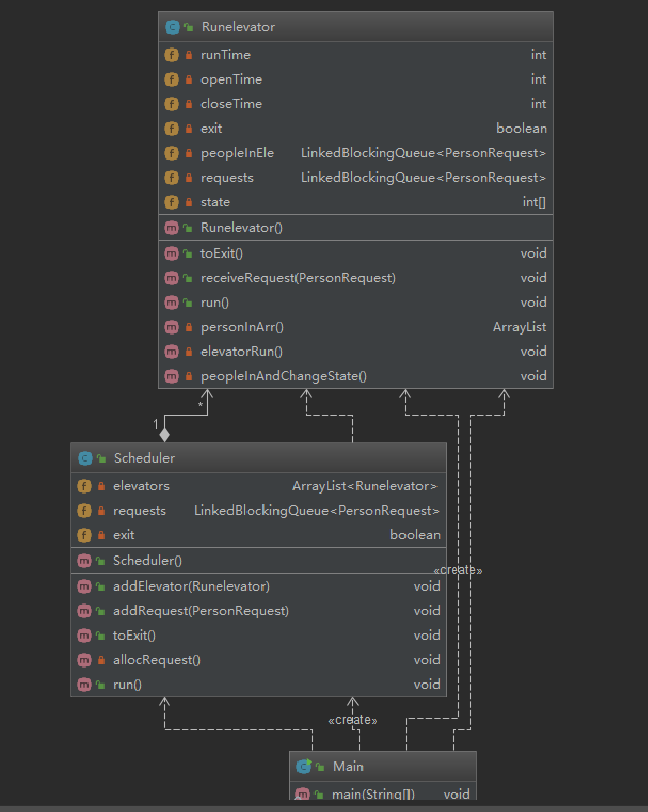 Runelevator
runTime int
openTime int
closeTime int
exit boolean
peopleInEle LinkedBlockingQueue<PersonRequest>
requests LinkedBlockingQueue<PersonRequest>
state int[]
Runelevator()
toExit() void
receiveRequest(PersonRequest) void
run() void
personInArr() ArrayList
elevatorRun() void
peopleInAndChangeState() void
*
1
Scheduler
elevators ArrayList<Runelevator>
requests LinkedBlockingQueue<PersonRequest>
exit boolean
Scheduler()
«create»
addElevator(Runelevator) void
addRequest(PersonRequest) void
toExit() void
allocRequest() void
run() void
«create»
Main
main(String[]) void